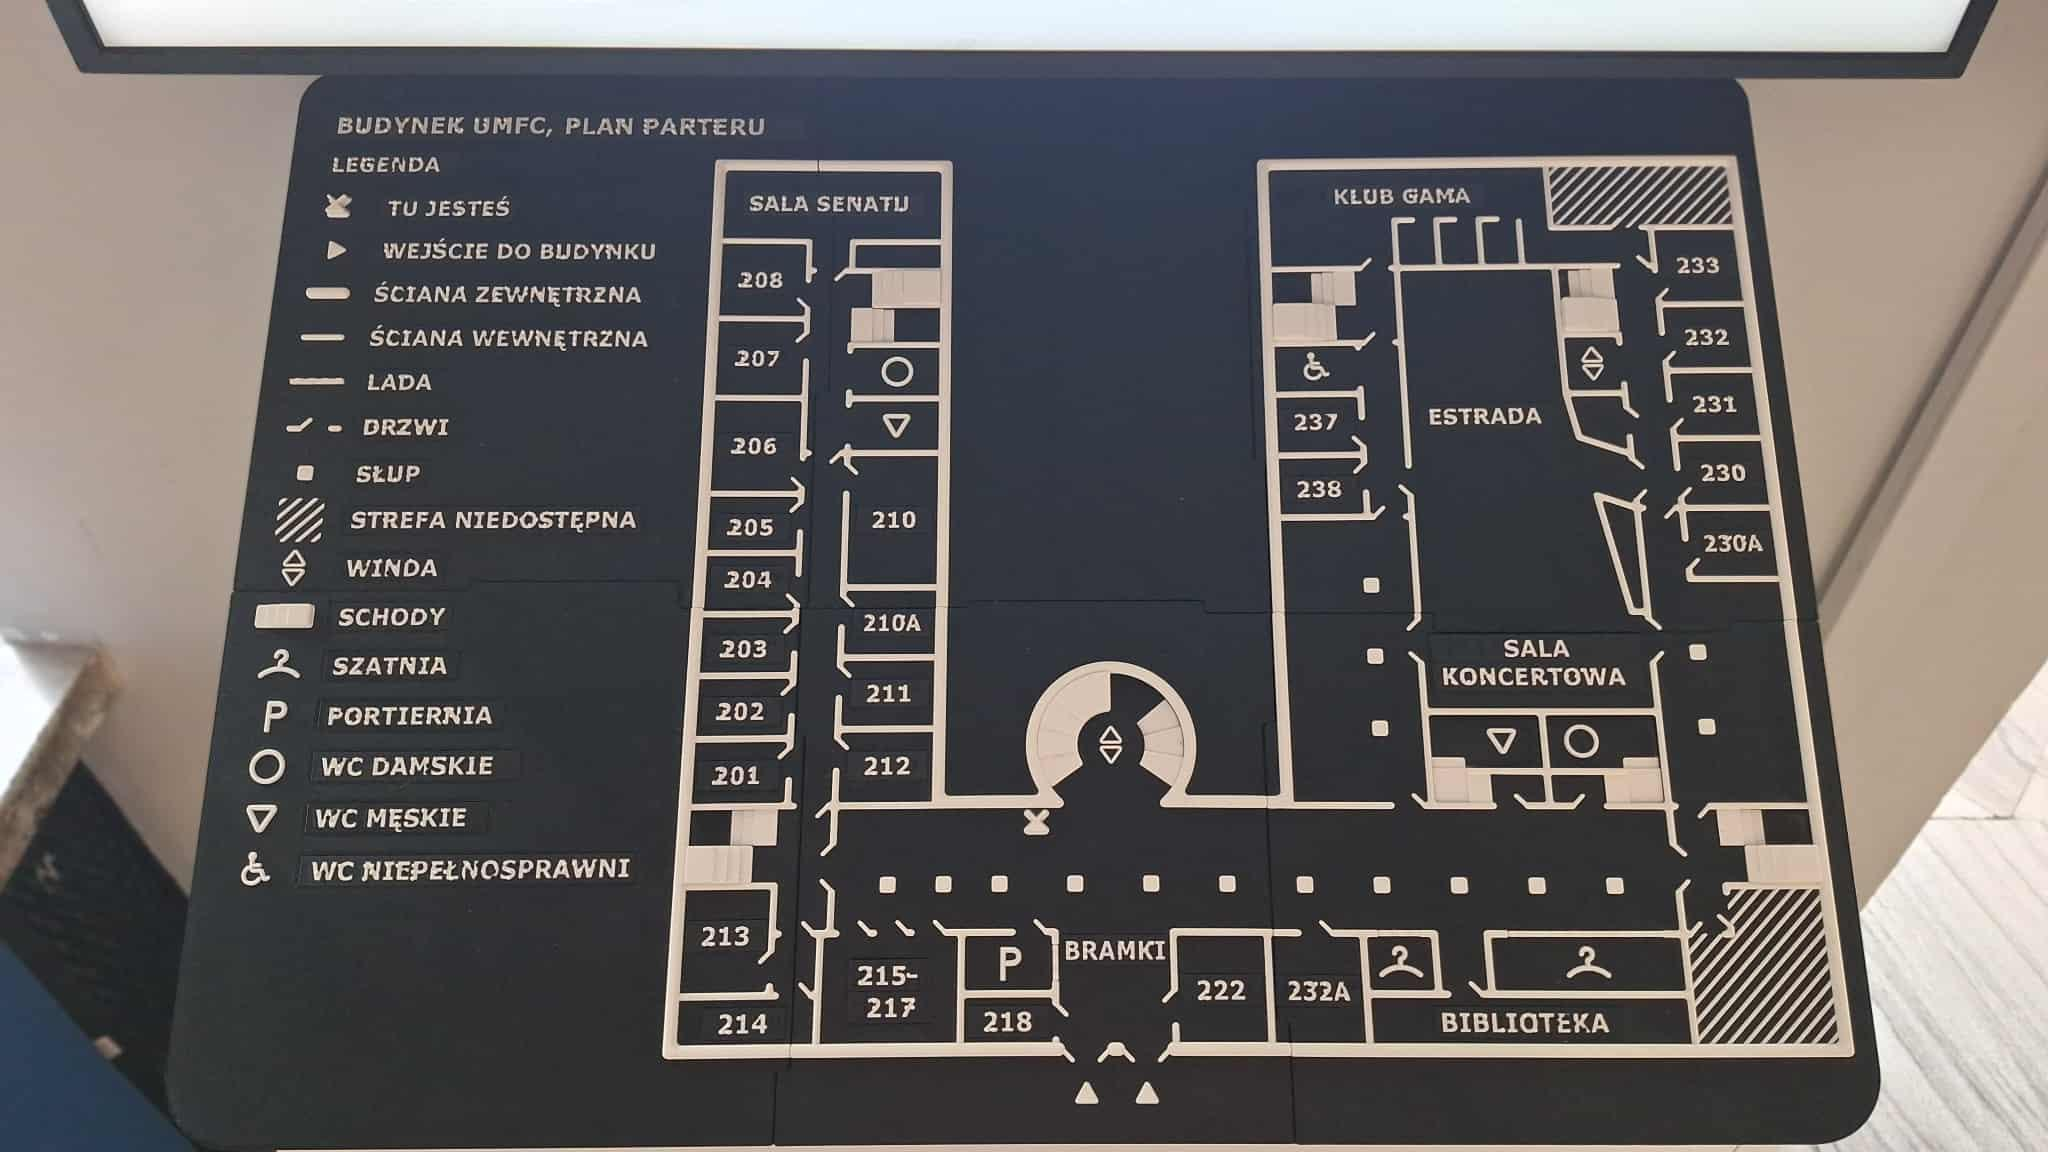 BUDYNEK UMFC, PLAN PARTERU
LEGENDA
TU JESTEŚ
WEJŚCIE DO BUDYNKU
ŚCIANA ZEWNĘTRZNA
ŚCIANA WEWNĘTRZNA
LADA
DRZWI
SŁUP
STREFA NIEDOSTĘPNA
WINDA
SCHODY
SZATNIA
P PORTIERNIA
WC DAMSKIE
WC MĘSKIE
WC NIEPEŁNOSPRAWNI
SALA SENATU
208
207
206
205
204
203
202
201
213
214
210
210A
211
212
215-
217
P
218
BRAMKI
222
232A
BIBLIOTEKA
KLUB GAMA
237
238
ESTRADA
SALA
KONCERTOWA
233
232
231
230
230A